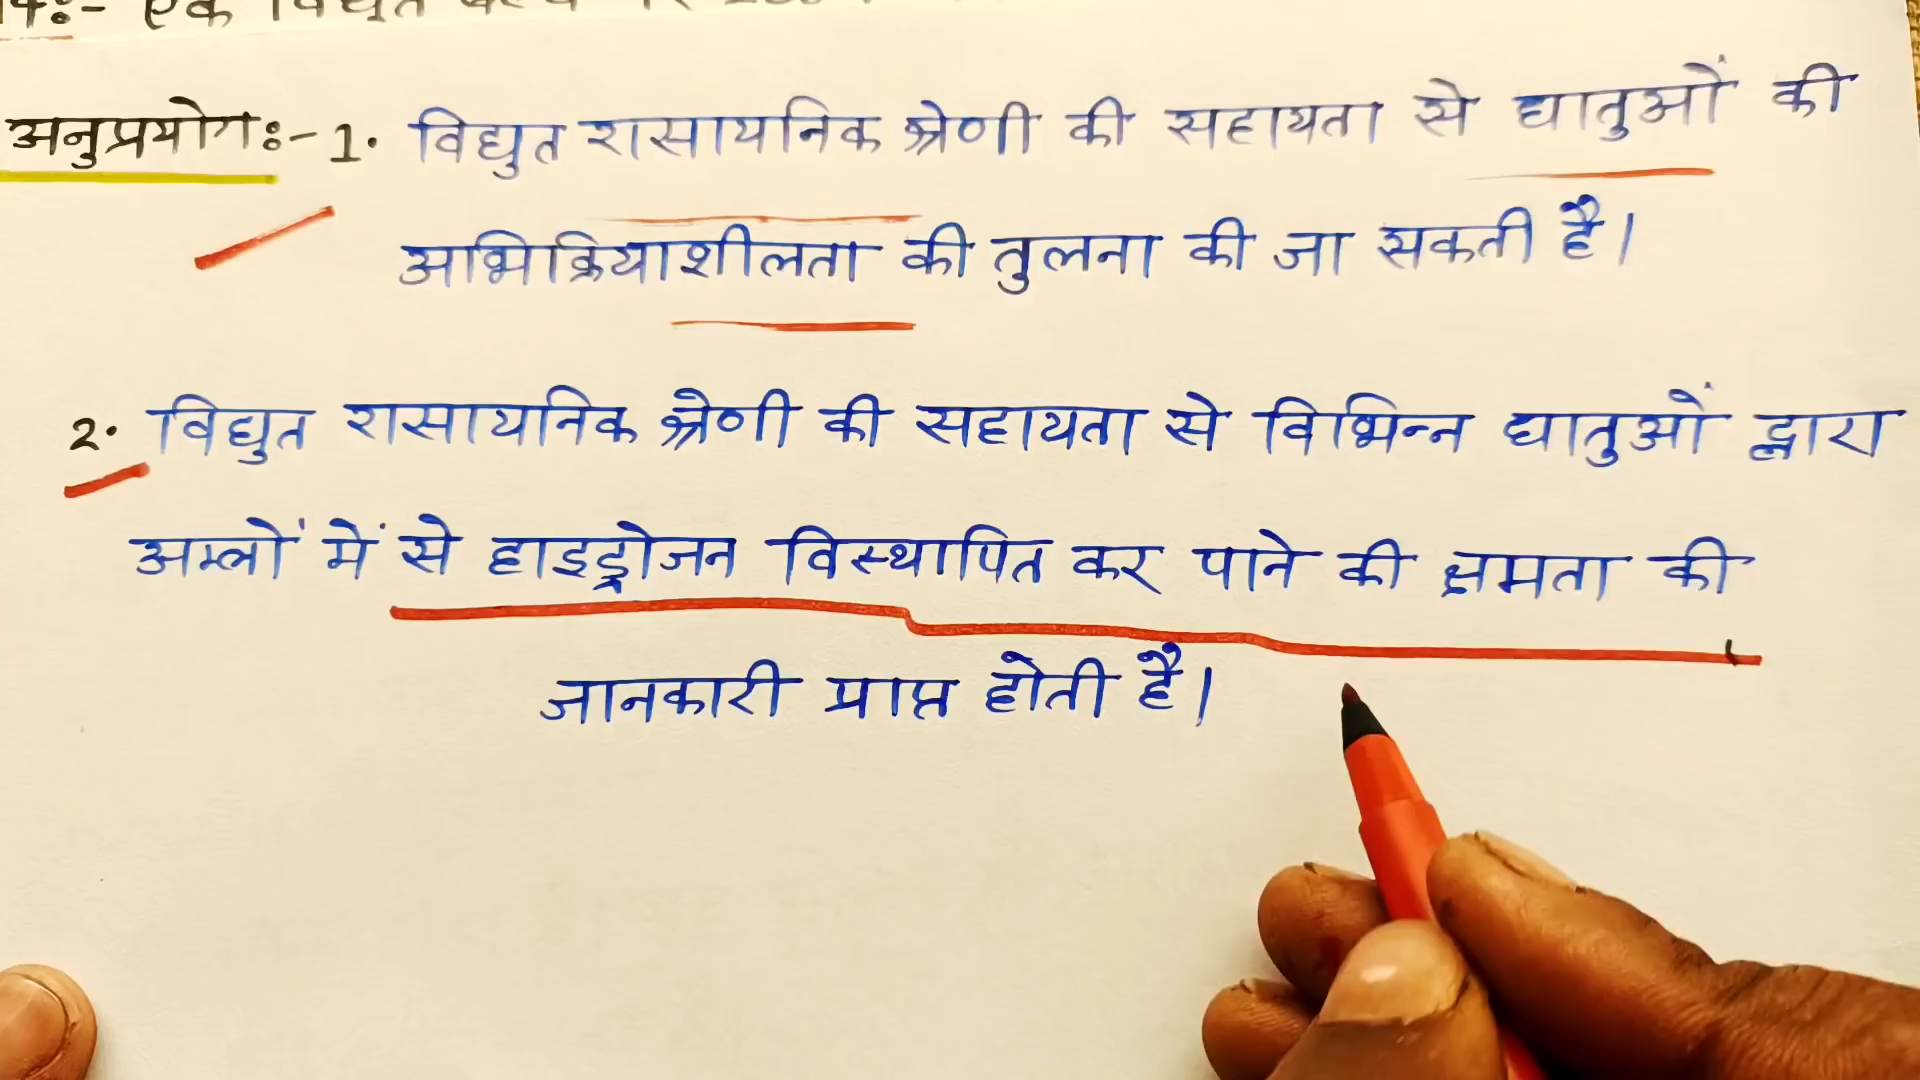 :- एक विद्युत
अनुप्रयोग:- 1. विद्युत रासायनिक श्रेणी की सहायता से धातुओं की
अभिक्रियाशीलता की तुलना की जा सकती है।
2. विद्युत रासायनिक श्रेणी की सहायता से विभिन्न धातुओं द्वारा
अम्लों में से हाइड्रोजन विस्थापित कर पाने की क्षमता की
जानकारी प्राप्त होती है।